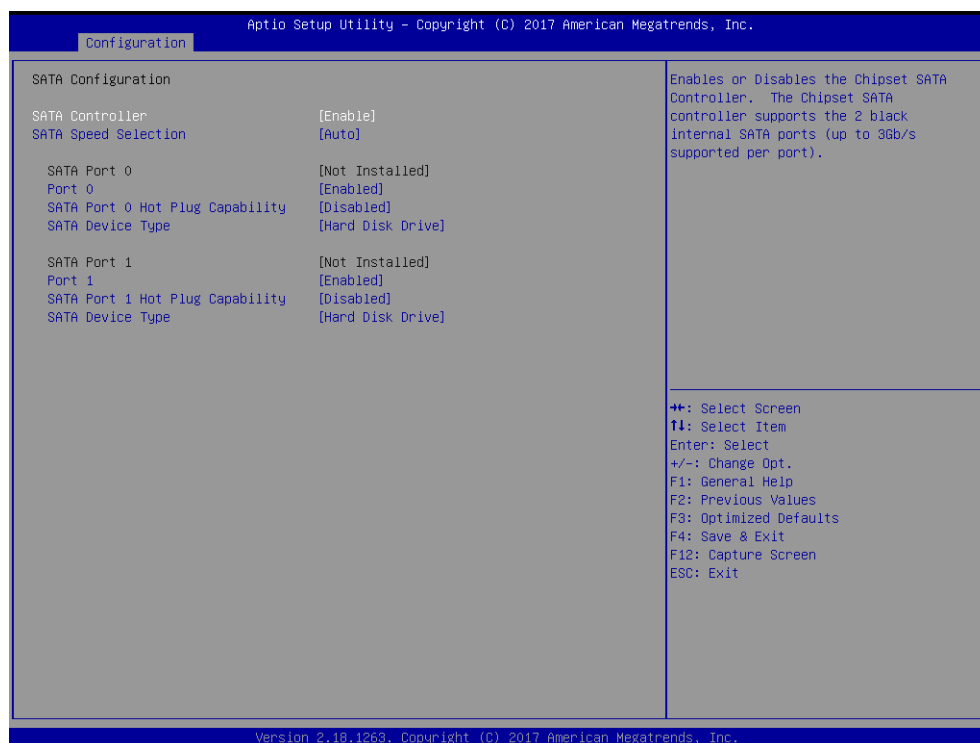 Aptio Setup Utility – Copyright (C) 2017 American Megatrends, Inc.
Configuration
SATA Configuration
SATA Controller [Enable]
SATA Speed Selection [Auto]
SATA Port 0 [Not Installed]
Port 0 [Enabled]
SATA Port 0 Hot Plug Capability [Disabled]
SATA Device Type [Hard Disk Drive]
SATA Port 1 [Not Installed]
Port 1 [Enabled]
SATA Port 1 Hot Plug Capability [Disabled]
SATA Device Type [Hard Disk Drive]
Enables or Disables the Chipset SATA
Controller. The Chipset SATA
controller supports the 2 black
internal SATA ports (up to 3Gb/s
supported per port).
→←: Select Screen
↑↓: Select Item
Enter: Select
+/-: Change Opt.
F1: General Help
F2: Previous Values
F3: Optimized Defaults
F4: Save & Exit
F12: Capture Screen
ESC: Exit
Version 2.18.1263. Copyright (C) 2017 American Megatrends, Inc.